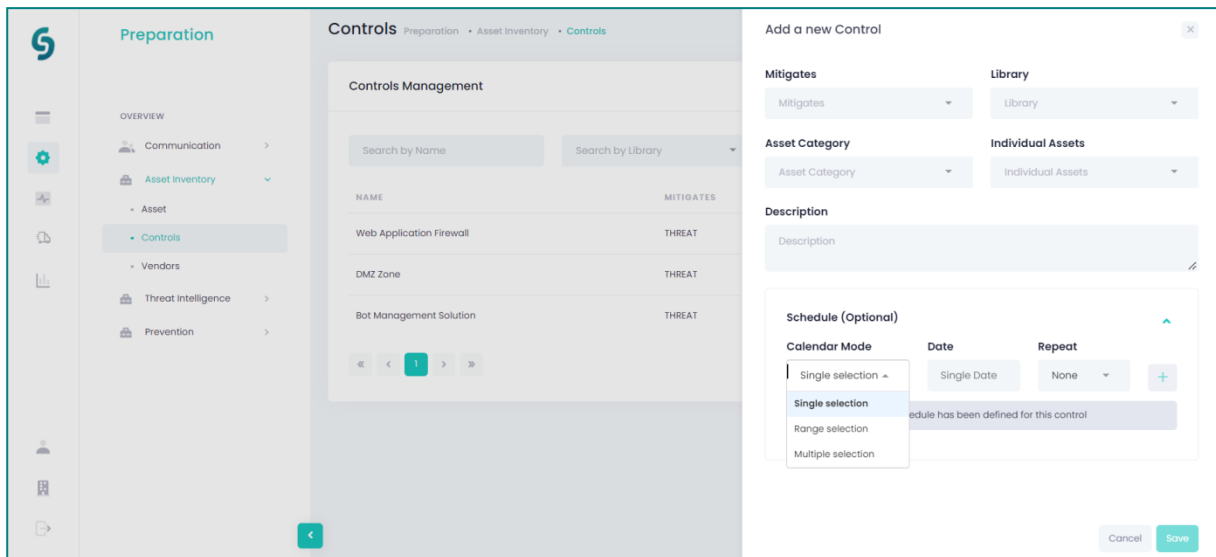 Preparation
OVERVIEW
Communication
Asset Inventory
Asset
Controls
Vendors
Threat Intelligence
Prevention
Controls Preparation • Asset Inventory • Controls
Controls Management
Search by Name
Search by Library
NAME MITIGATES
Web Application Firewall THREAT
DMZ Zone THREAT
Bot Management Solution THREAT
1
Add a new Control
Mitigates Library
Mitigates Library
Asset Category Individual Assets
Asset Category Individual Assets
Description
Description
Schedule (Optional)
Calendar Mode Date Repeat
Single selection Single Date None
Single selection
has been defined for this control
Range selection
Multiple selection
Cancel Save